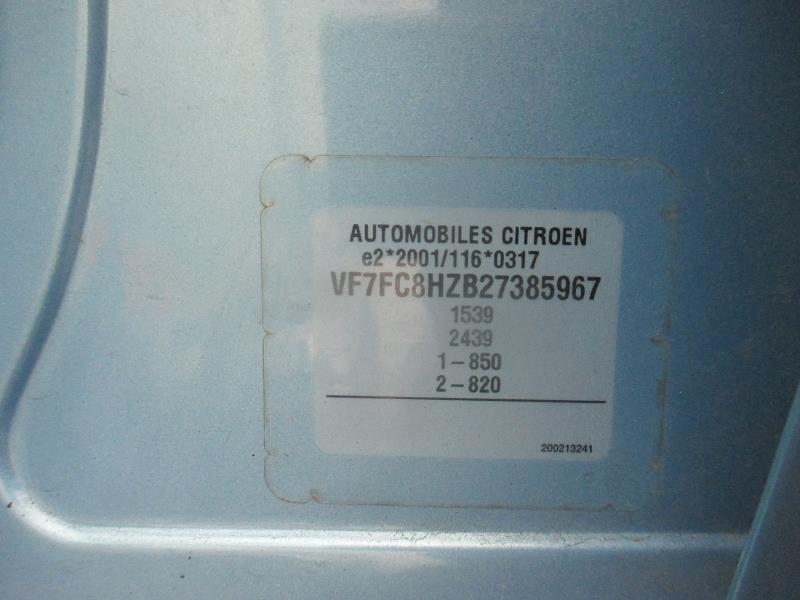 AUTOMOBILES CITROEN
e2*2001/116*0317
VF7FC8HZB27385967
1539
2439
1-850
2-820
200213241